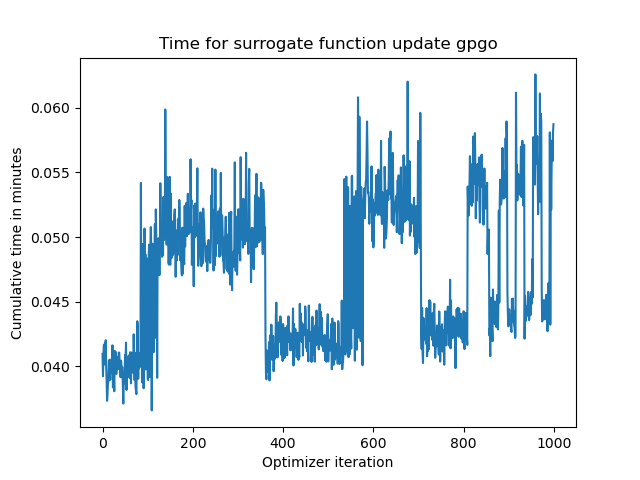 Time for surrogate function update gpgo
Cumulative time in minutes
0.060
0.055
0.050
0.045
0.040
0 200 400 600 800 1000
Optimizer iteration